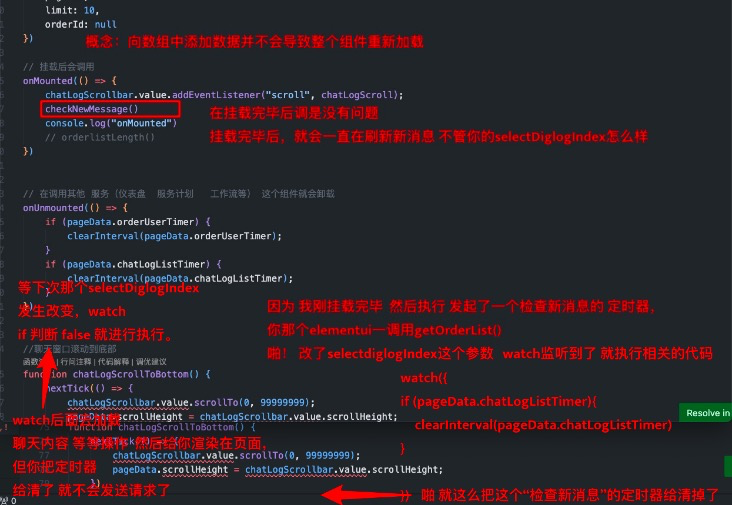 limit: 10,
orderId: null
})
概念：向数组中添加数据并不会导致整个组件重新加载
// 挂载后会调用
onMounted(() => {
chatLogScrollbar.value.addEventListener("scroll", chatLogScroll);
checkNewMessage()
在挂载完毕后调是没有问题
console.log("onMounted")
挂载完毕后，就会一直在刷新新消息 不管你的selectDiglogIndex怎么样
// orderlistLength()
})
// 在调用其他 服务（仪表盘 服务计划 工作流等） 这个组件就会卸载
onUnmounted(() => {
if (pageData.orderUserTimer) {
clearInterval(pageData.orderUserTimer);
}
if (pageData.chatLogListTimer) {
clearInterval(pageData.chatLogListTimer);
}
})
等下次那个selectDiglogIndex
发生改变，watch
if 判断 false 就进行执行。
因为 我刚挂载完毕 然后执行 发起了一个检查新消息的 定时器，
你那个elementui一调用getOrderList()
啪！ 改了selectdiglogIndex这个参数 watch监听到了 就执行相关的代码
watch({
if (pageData.chatLogListTimer){
clearInterval(pageData.chatLogListTimer)
}
})
啪 就这么把这个“检查新消息”的定时器给清掉了
//聊天窗口滚动到底部
| 行间注释 | 代码解释 | 调优建议
function chatLogScrollToBottom() {
nextTick(() => {
chatLogScrollbar.value.scrollTo(0, 99999999);
pageData.scrollHeight = chatLogScrollbar.value.scrollHeight;
Resolve in
75 function chatLogScrollToBottom() {
77 chatLogScrollbar.value.scrollTo(0, 99999999);
78 pageData.scrollHeight = chatLogScrollbar.value.scrollHeight;
})
聊天内容 等等操作 然后给你渲染在页面，
但你把定时器
给清了 就不会发送请求了
0